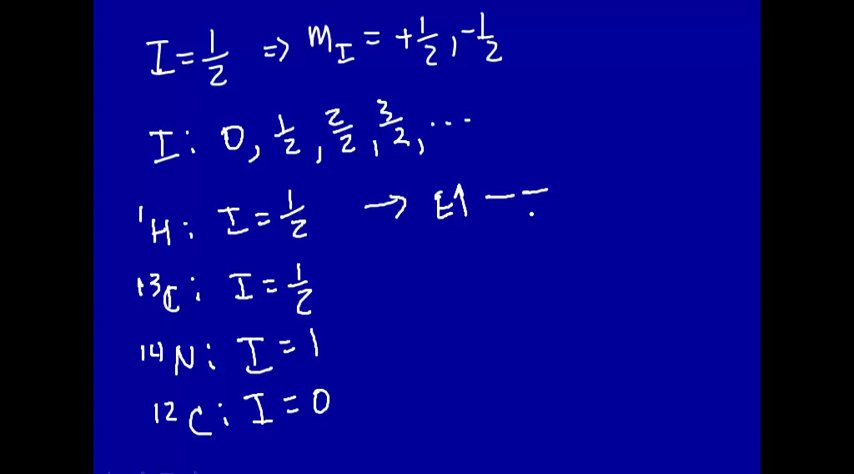 I = 1/2 ⇒ mI = +1/2, -1/2
I: 0, 1/2, 2/2, 3/2, ...
¹H: I = 1/2 → E↑ — —
¹³C: I = 1/2
¹⁴N: I = 1
¹²C: I = 0